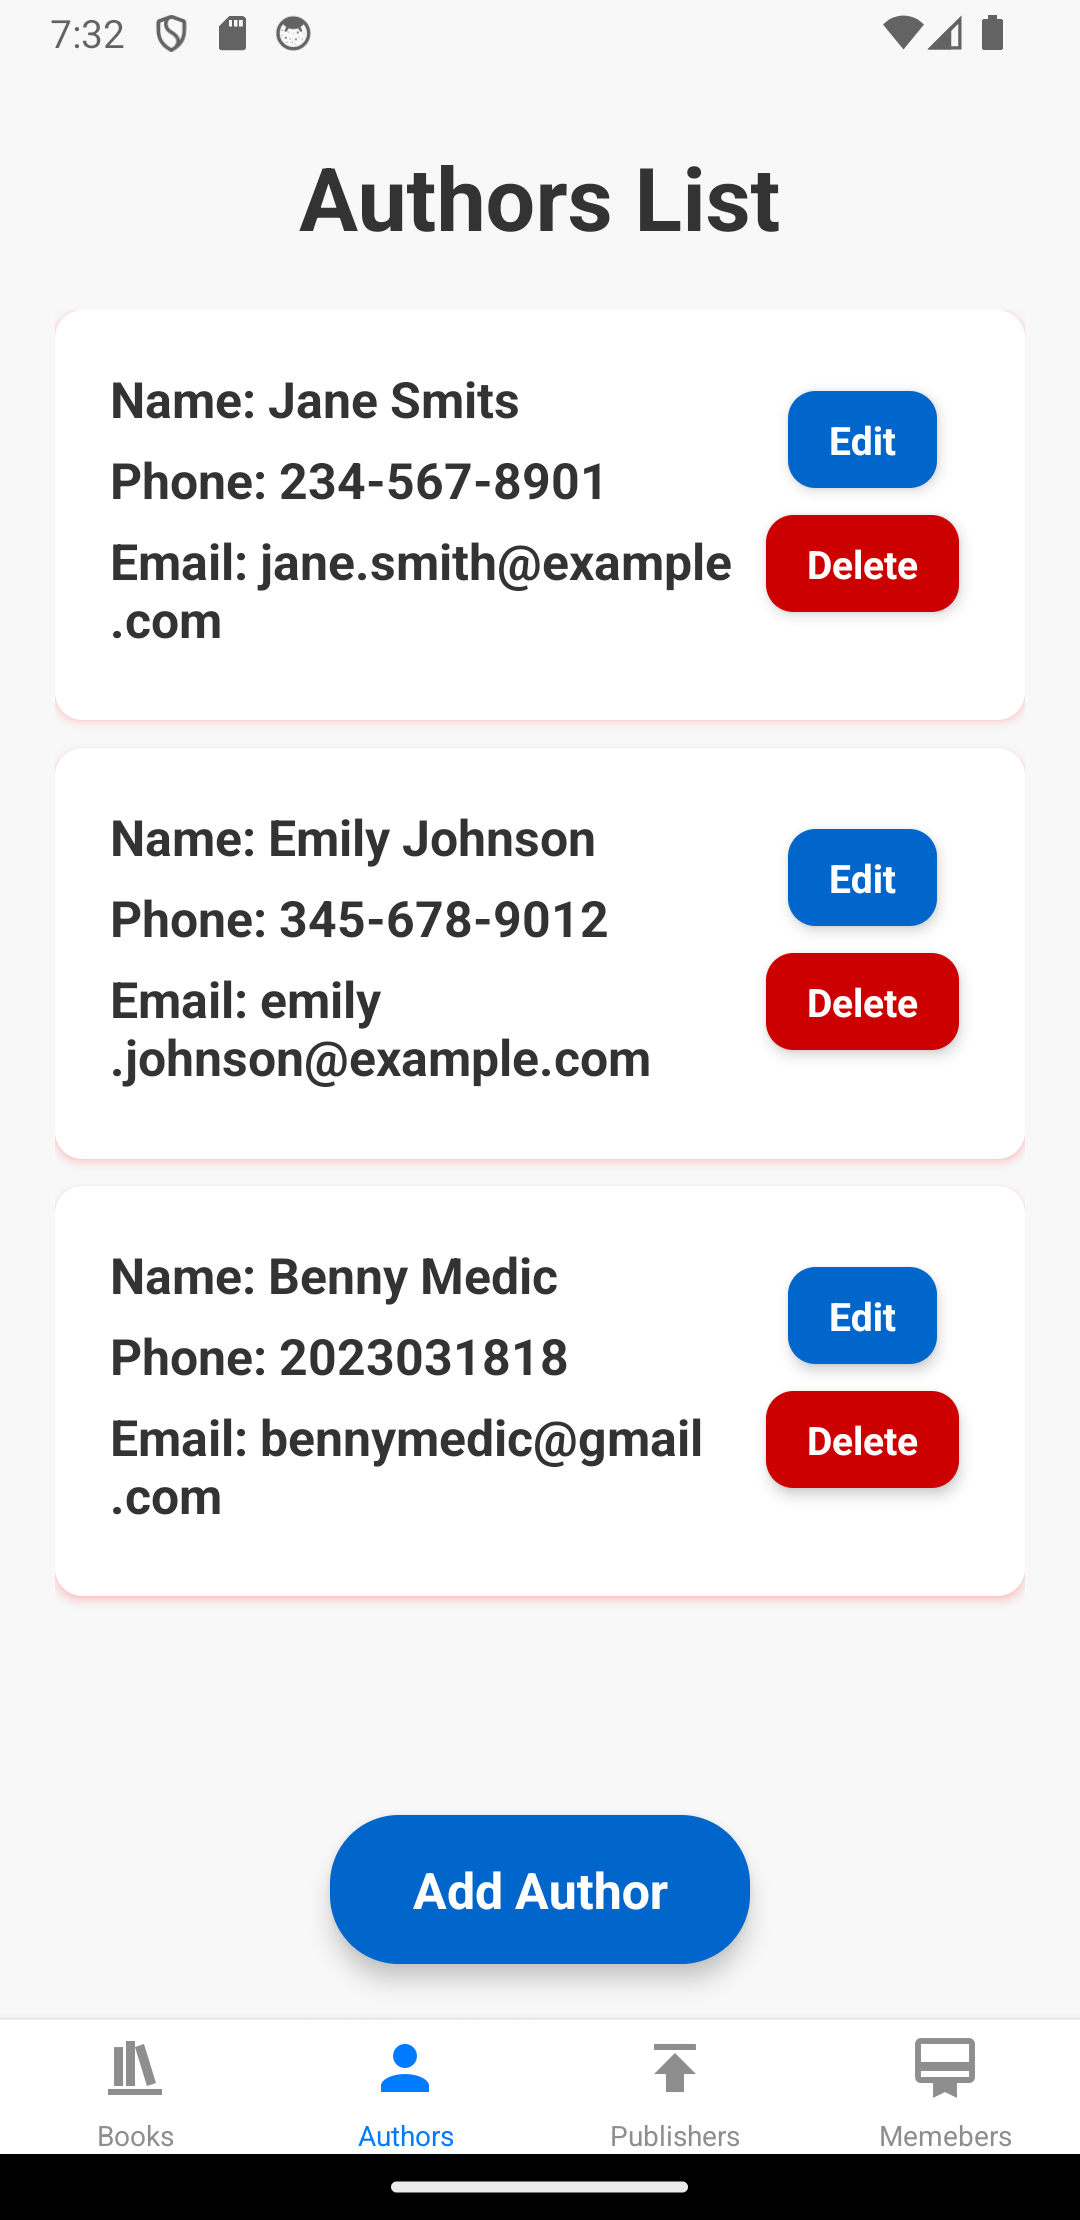 7:32
Authors List
Name: Jane Smits
Phone: 234-567-8901
Email: jane.smith@example
.com
Edit
Delete
Name: Emily Johnson
Phone: 345-678-9012
Email: emily
.johnson@example.com
Edit
Delete
Name: Benny Medic
Phone: 2023031818
Email: bennymedic@gmail
.com
Edit
Delete
Add Author
Books
Authors
Publishers
Memebers